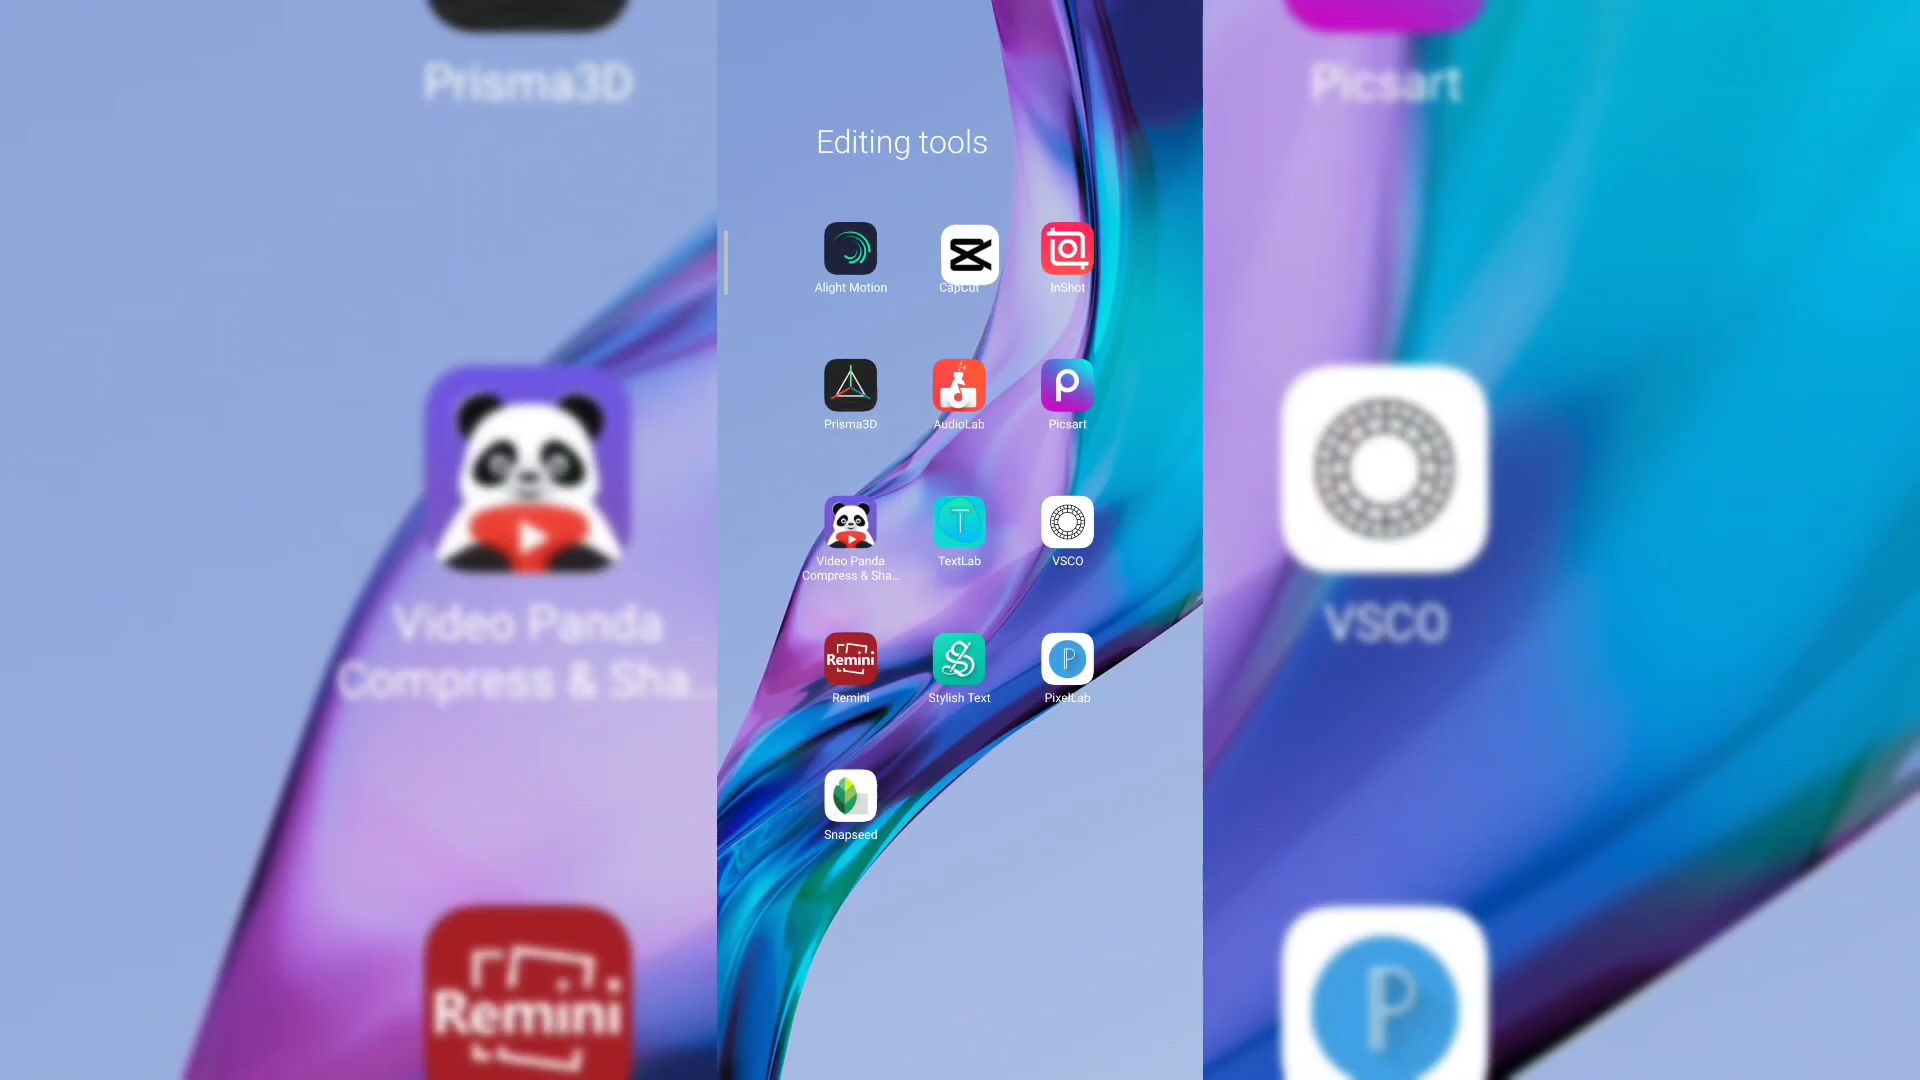 Prisma3D
Picsart
Editing tools
Alight Motion
CapCut
InShot
Prisma3D
AudioLab
Picsart
Video Panda
Compress & Sha...
TextLab
VSCO
Remini
Remini
Stylish Text
PixelLab
Snapseed
Video Panda
Compress & Sha...
VSCO
Remini